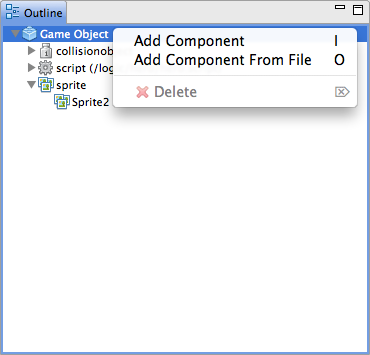 Outline
Game Object
Add Component I
collisionob
Add Component From File O
script (/log
sprite
Delete
Sprite2